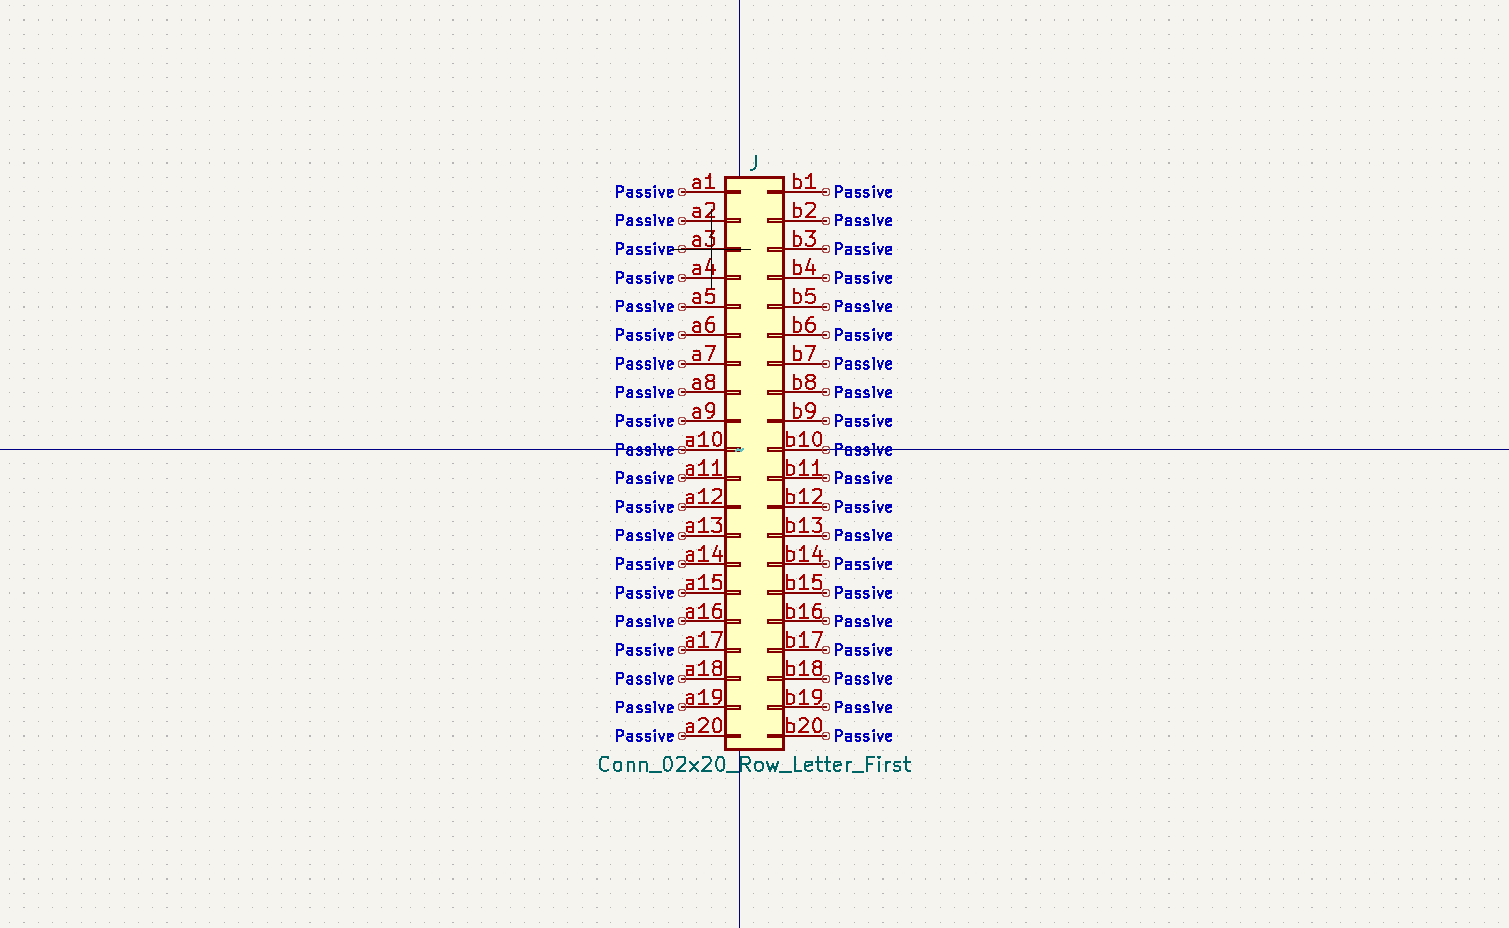 J
Passive a1 b1 Passive
Passive a2 b2 Passive
Passive a3 b3 Passive
Passive a4 b4 Passive
Passive a5 b5 Passive
Passive a6 b6 Passive
Passive a7 b7 Passive
Passive a8 b8 Passive
Passive a9 b9 Passive
Passive a10 b10 Passive
Passive a11 b11 Passive
Passive a12 b12 Passive
Passive a13 b13 Passive
Passive a14 b14 Passive
Passive a15 b15 Passive
Passive a16 b16 Passive
Passive a17 b17 Passive
Passive a18 b18 Passive
Passive a19 b19 Passive
Passive a20 b20 Passive
Conn_02x20_Row_Letter_First